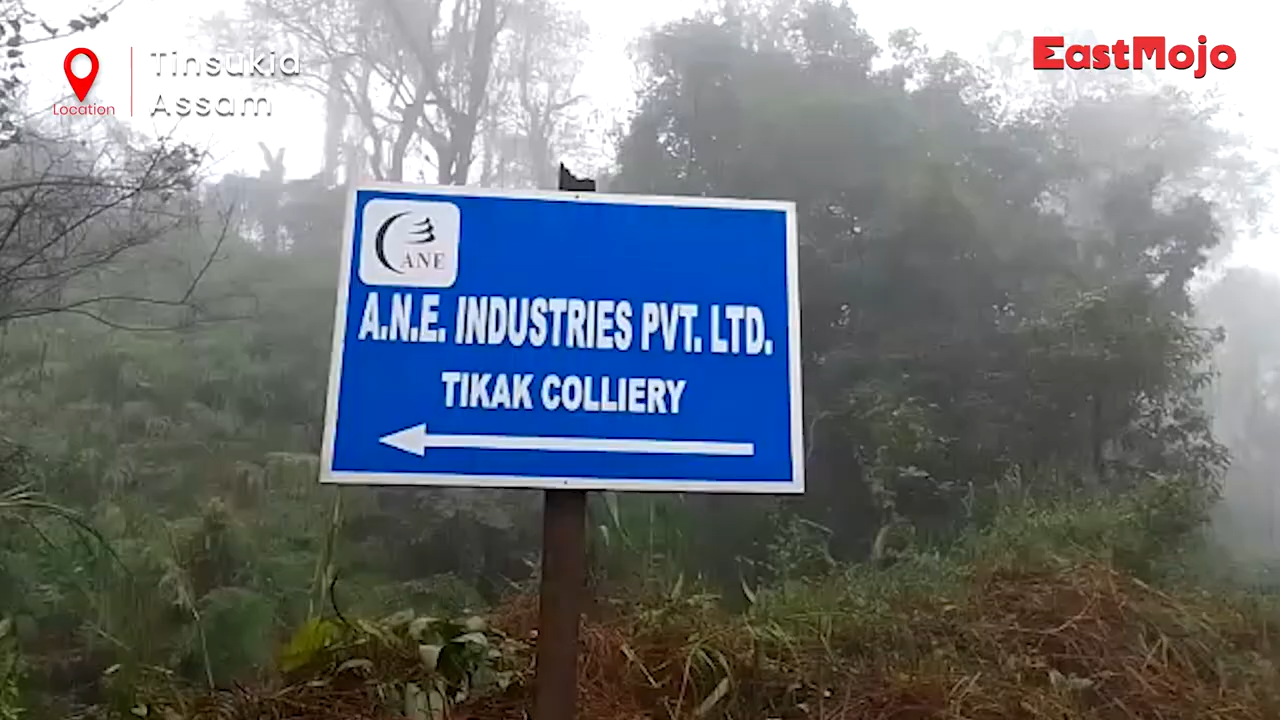 Location
Tinsukia
Assam
EastMojo
ANE
A.N.E. INDUSTRIES PVT. LTD.
TIKAK COLLIERY